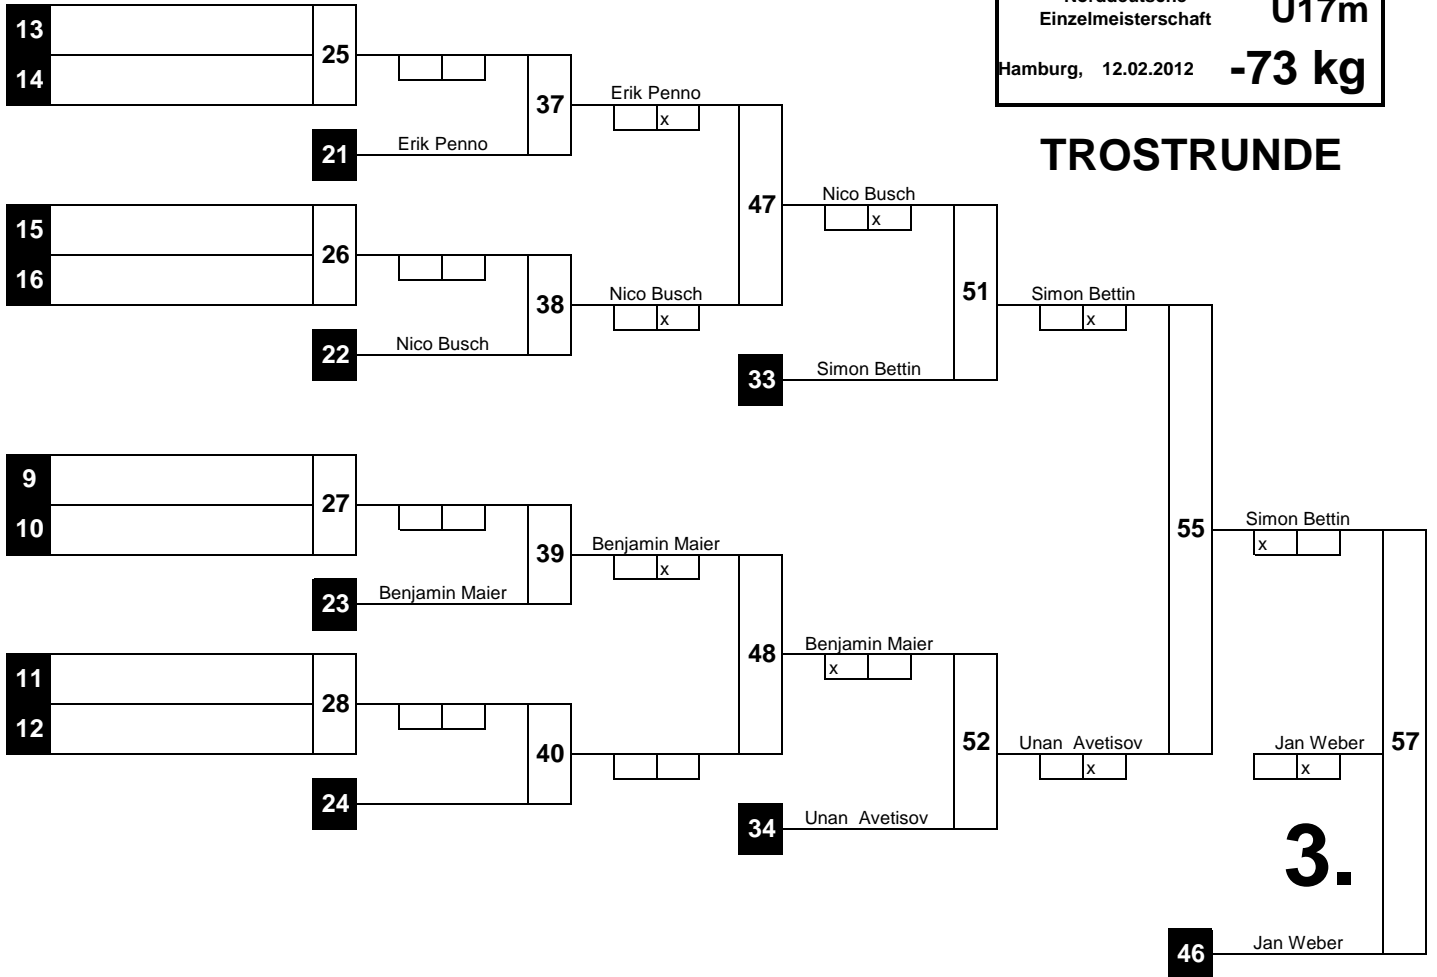 Norddeutsche
Einzelmeisterschaft
U17m
Hamburg, 12.02.2012
-73 kg
TROSTRUNDE
13
14
25
37
21
Erik Penno
Erik Penno
x
15
16
26
38
22
Nico Busch
Nico Busch
x
47
Nico Busch
x
51
33
Simon Bettin
Simon Bettin
x
9
10
27
39
23
Benjamin Maier
Benjamin Maier
x
11
12
28
40
24
48
Benjamin Maier
x
52
34
Unan Avetisov
Unan Avetisov
x
55
Simon Bettin
x
Jan Weber
x
57
3.
46
Jan Weber